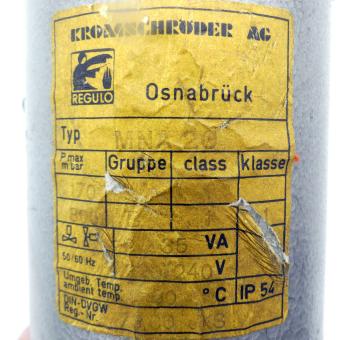 KROMSCHRÖDER AG
REGULO
Osnabrück
Typ
P. max
m bar
Gruppe
class
klasse
VA
50/60 Hz
240 V
Umgeb. Temp.
ambient temp.
°C
IP 54
DIN-DVGW
Reg.-Nr.